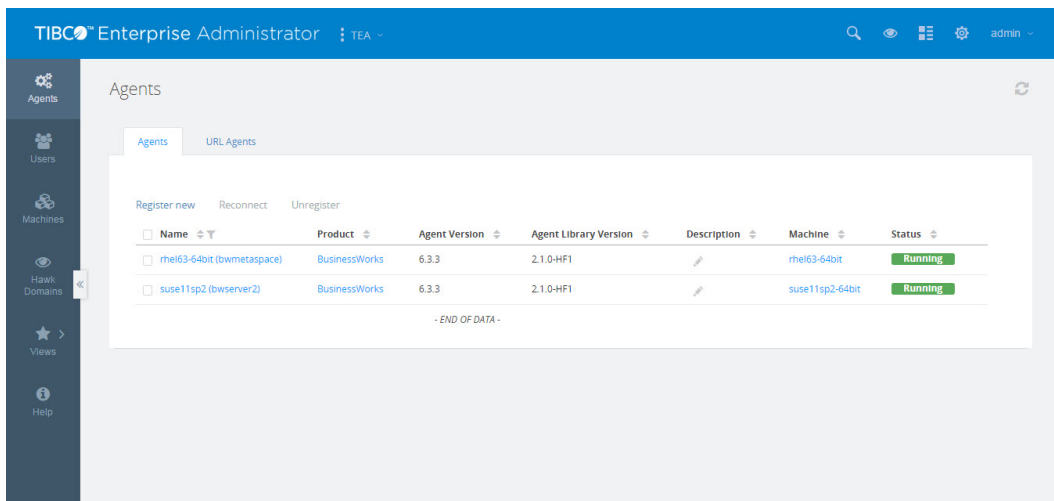 TIBCO™ Enterprise Administrator TEA admin
Agents
Users
Machines
Hawk
Domains
Views
Help
Agents
Agents URL Agents
Register new Reconnect Unregister
Name Product Agent Version Agent Library Version Description Machine Status
rhel63-64bit (bwmetaspace) BusinessWorks 6.3.3 2.1.0-HF1 rhel63-64bit Running
suse11sp2 (bwserver2) BusinessWorks 6.3.3 2.1.0-HF1 suse11sp2-64bit Running
- END OF DATA -